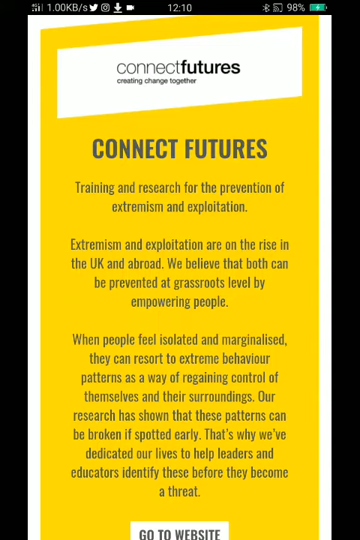 1.00KB/s 12:10 98%
connectfutures
creating change together
CONNECT FUTURES
Training and research for the prevention of
extremism and exploitation.
Extremism and exploitation are on the rise in
the UK and abroad. We believe that both can
be prevented at grassroots level by
empowering people.
When people feel isolated and marginalised,
they can resort to extreme behaviour
patterns as a way of regaining control of
themselves and their surroundings. Our
research has shown that these patterns can
be broken if spotted early. That's why we've
dedicated our lives to help leaders and
educators identify these before they become
a threat.
GO TO WEBSITE